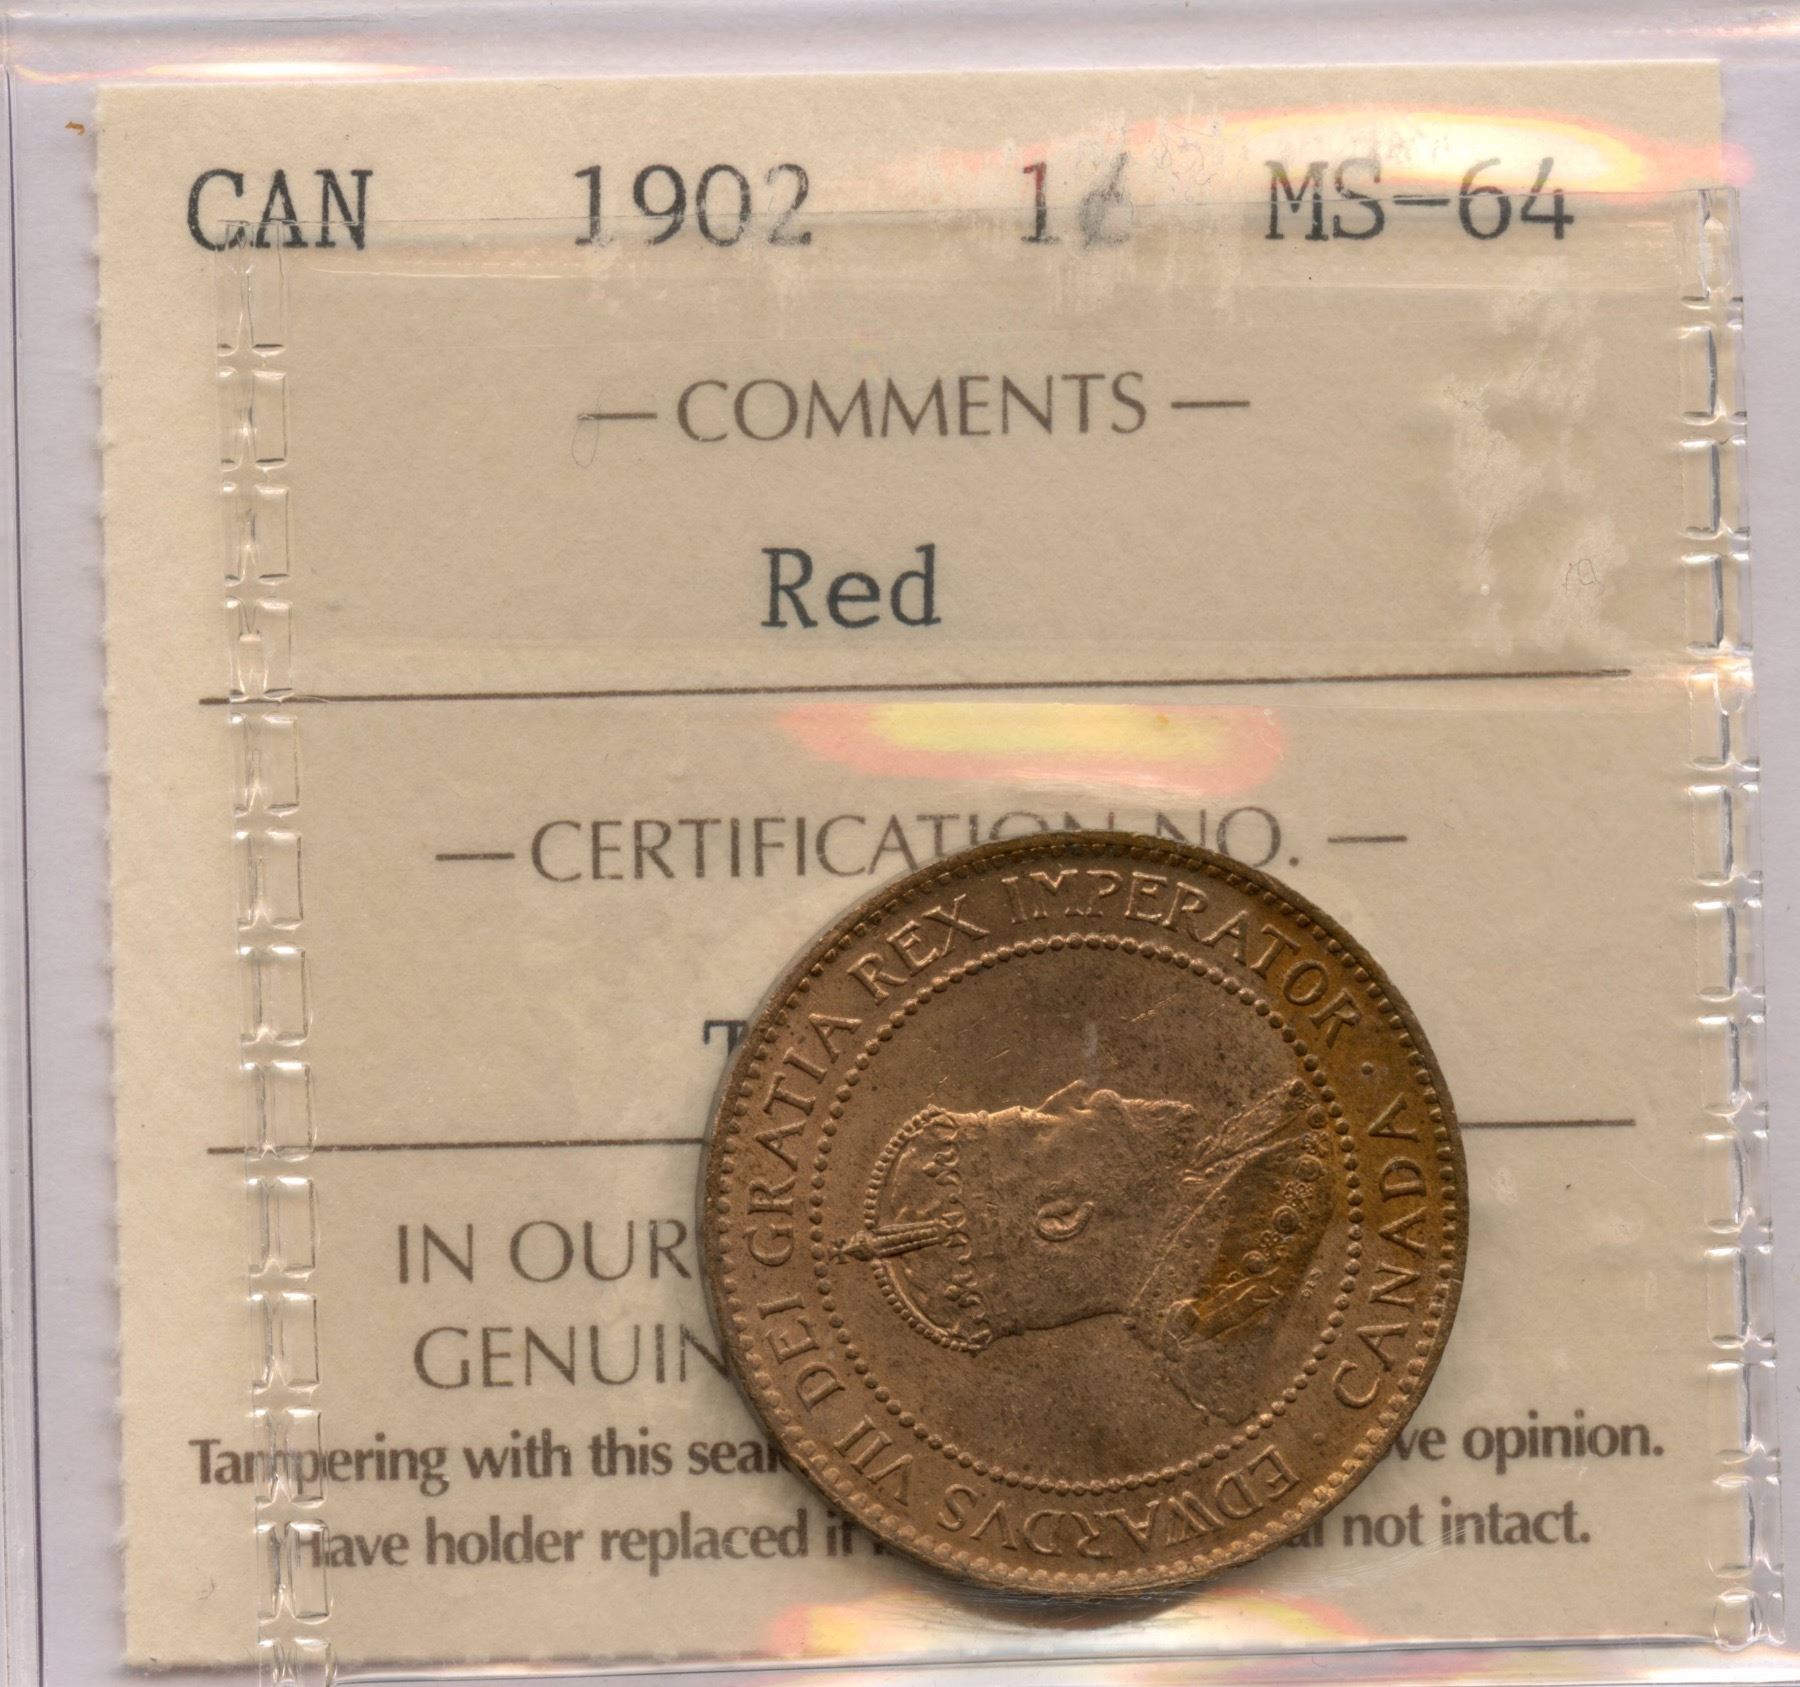 CAN 1902 1¢ MS-64
— COMMENTS —
Red
— CERTIFICATION NO. —
T
IN OUR
GENUIN
Tampering with this seal ve opinion.
Have holder replaced if al not intact.
EDWARDVS VII DEI GRATIA REX IMPERATOR · CANADA ·